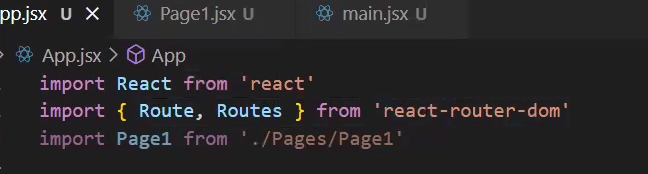 pp.jsx U Page1.jsx U main.jsx U
App.jsx > App
import React from 'react'
import { Route, Routes } from 'react-router-dom'
import Page1 from './Pages/Page1'